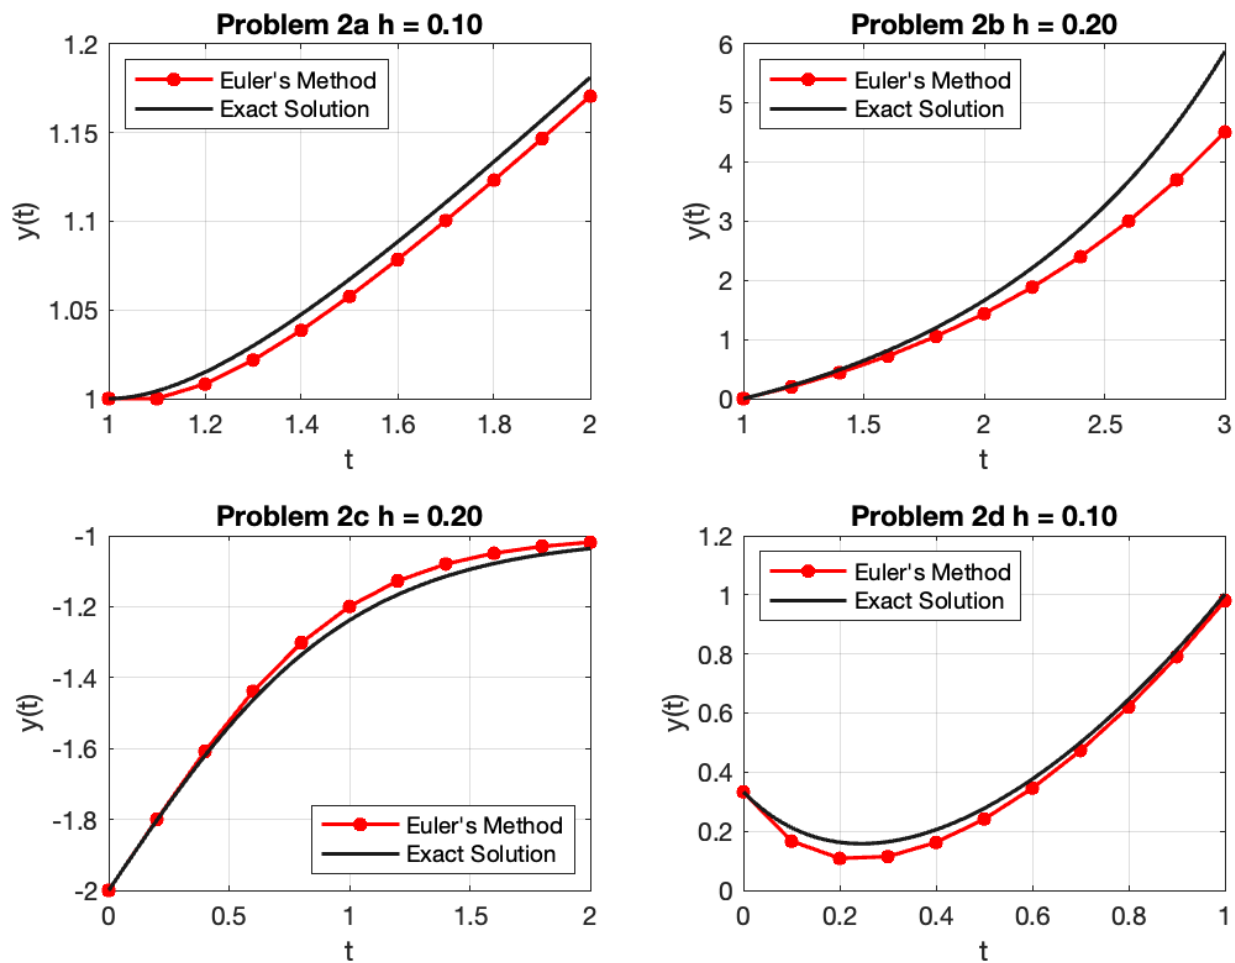 Problem 2a h = 0.10
1.2
1.15
1.1
1.05
1
y(t)
Euler's Method
Exact Solution
1 1.2 1.4 1.6 1.8 2
t
Problem 2b h = 0.20
6
5
4
3
2
1
0
y(t)
Euler's Method
Exact Solution
1 1.5 2 2.5 3
t
Problem 2c h = 0.20
-1
-1.2
-1.4
-1.6
-1.8
-2
y(t)
Euler's Method
Exact Solution
0 0.5 1 1.5 2
t
Problem 2d h = 0.10
1.2
1
0.8
0.6
0.4
0.2
0
y(t)
Euler's Method
Exact Solution
0 0.2 0.4 0.6 0.8 1
t